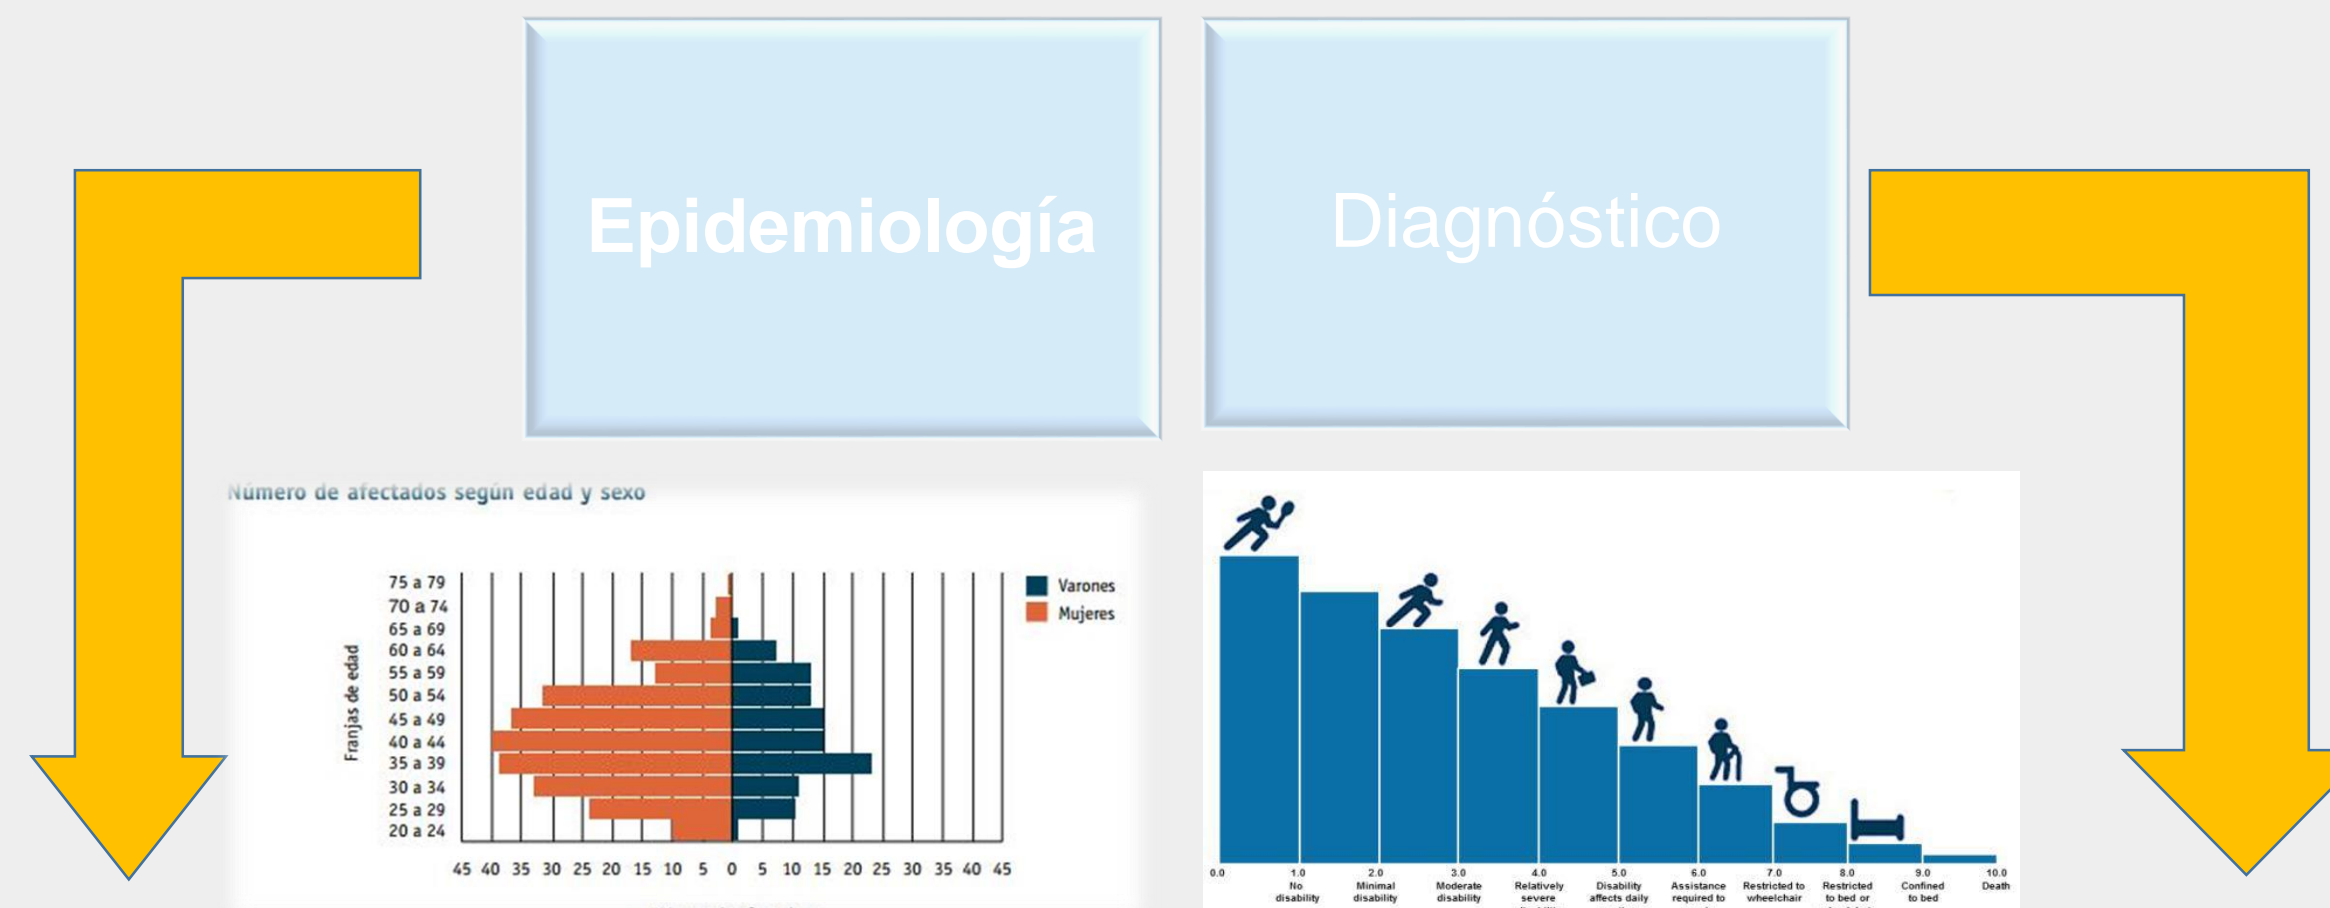 Epidemiología
Diagnóstico
Número de afectados según edad y sexo
Varones
Mujeres
Franjas de edad
75 a 79
70 a 74
65 a 69
60 a 64
55 a 59
50 a 54
45 a 49
40 a 44
35 a 39
30 a 34
25 a 29
20 a 24
45 40 35 30 25 20 15 10 5 0 5 10 15 20 25 30 35 40 45
0.0 1.0 2.0 3.0 4.0 5.0 6.0 7.0 8.0 9.0 10.0
No Minimal Moderate Relatively Disability Assistance Restricted to Restricted Confined Death
disability disability disability severe affects daily required to wheelchair to bed or to bed